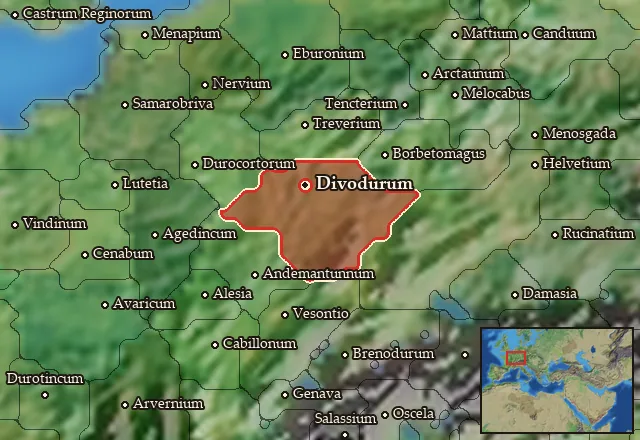 Castrum Reginorum
Menapium
Mattium
Canduum
Eburonium
Arctaunum
Nervium
Melocabus
Samarobriva
Tencterium
Treverium
Menosgada
Borbetomagus
Durocortorum
Helvetium
Lutetia
Divodurum
Vindinum
Agedincum
Rucinatium
Cenabum
Andemantunnum
Alesia
Damasia
Avaricum
Vesontio
Cabillonum
Brenodurum
Durotincum
Genava
Arvernium
Salassium
Oscela